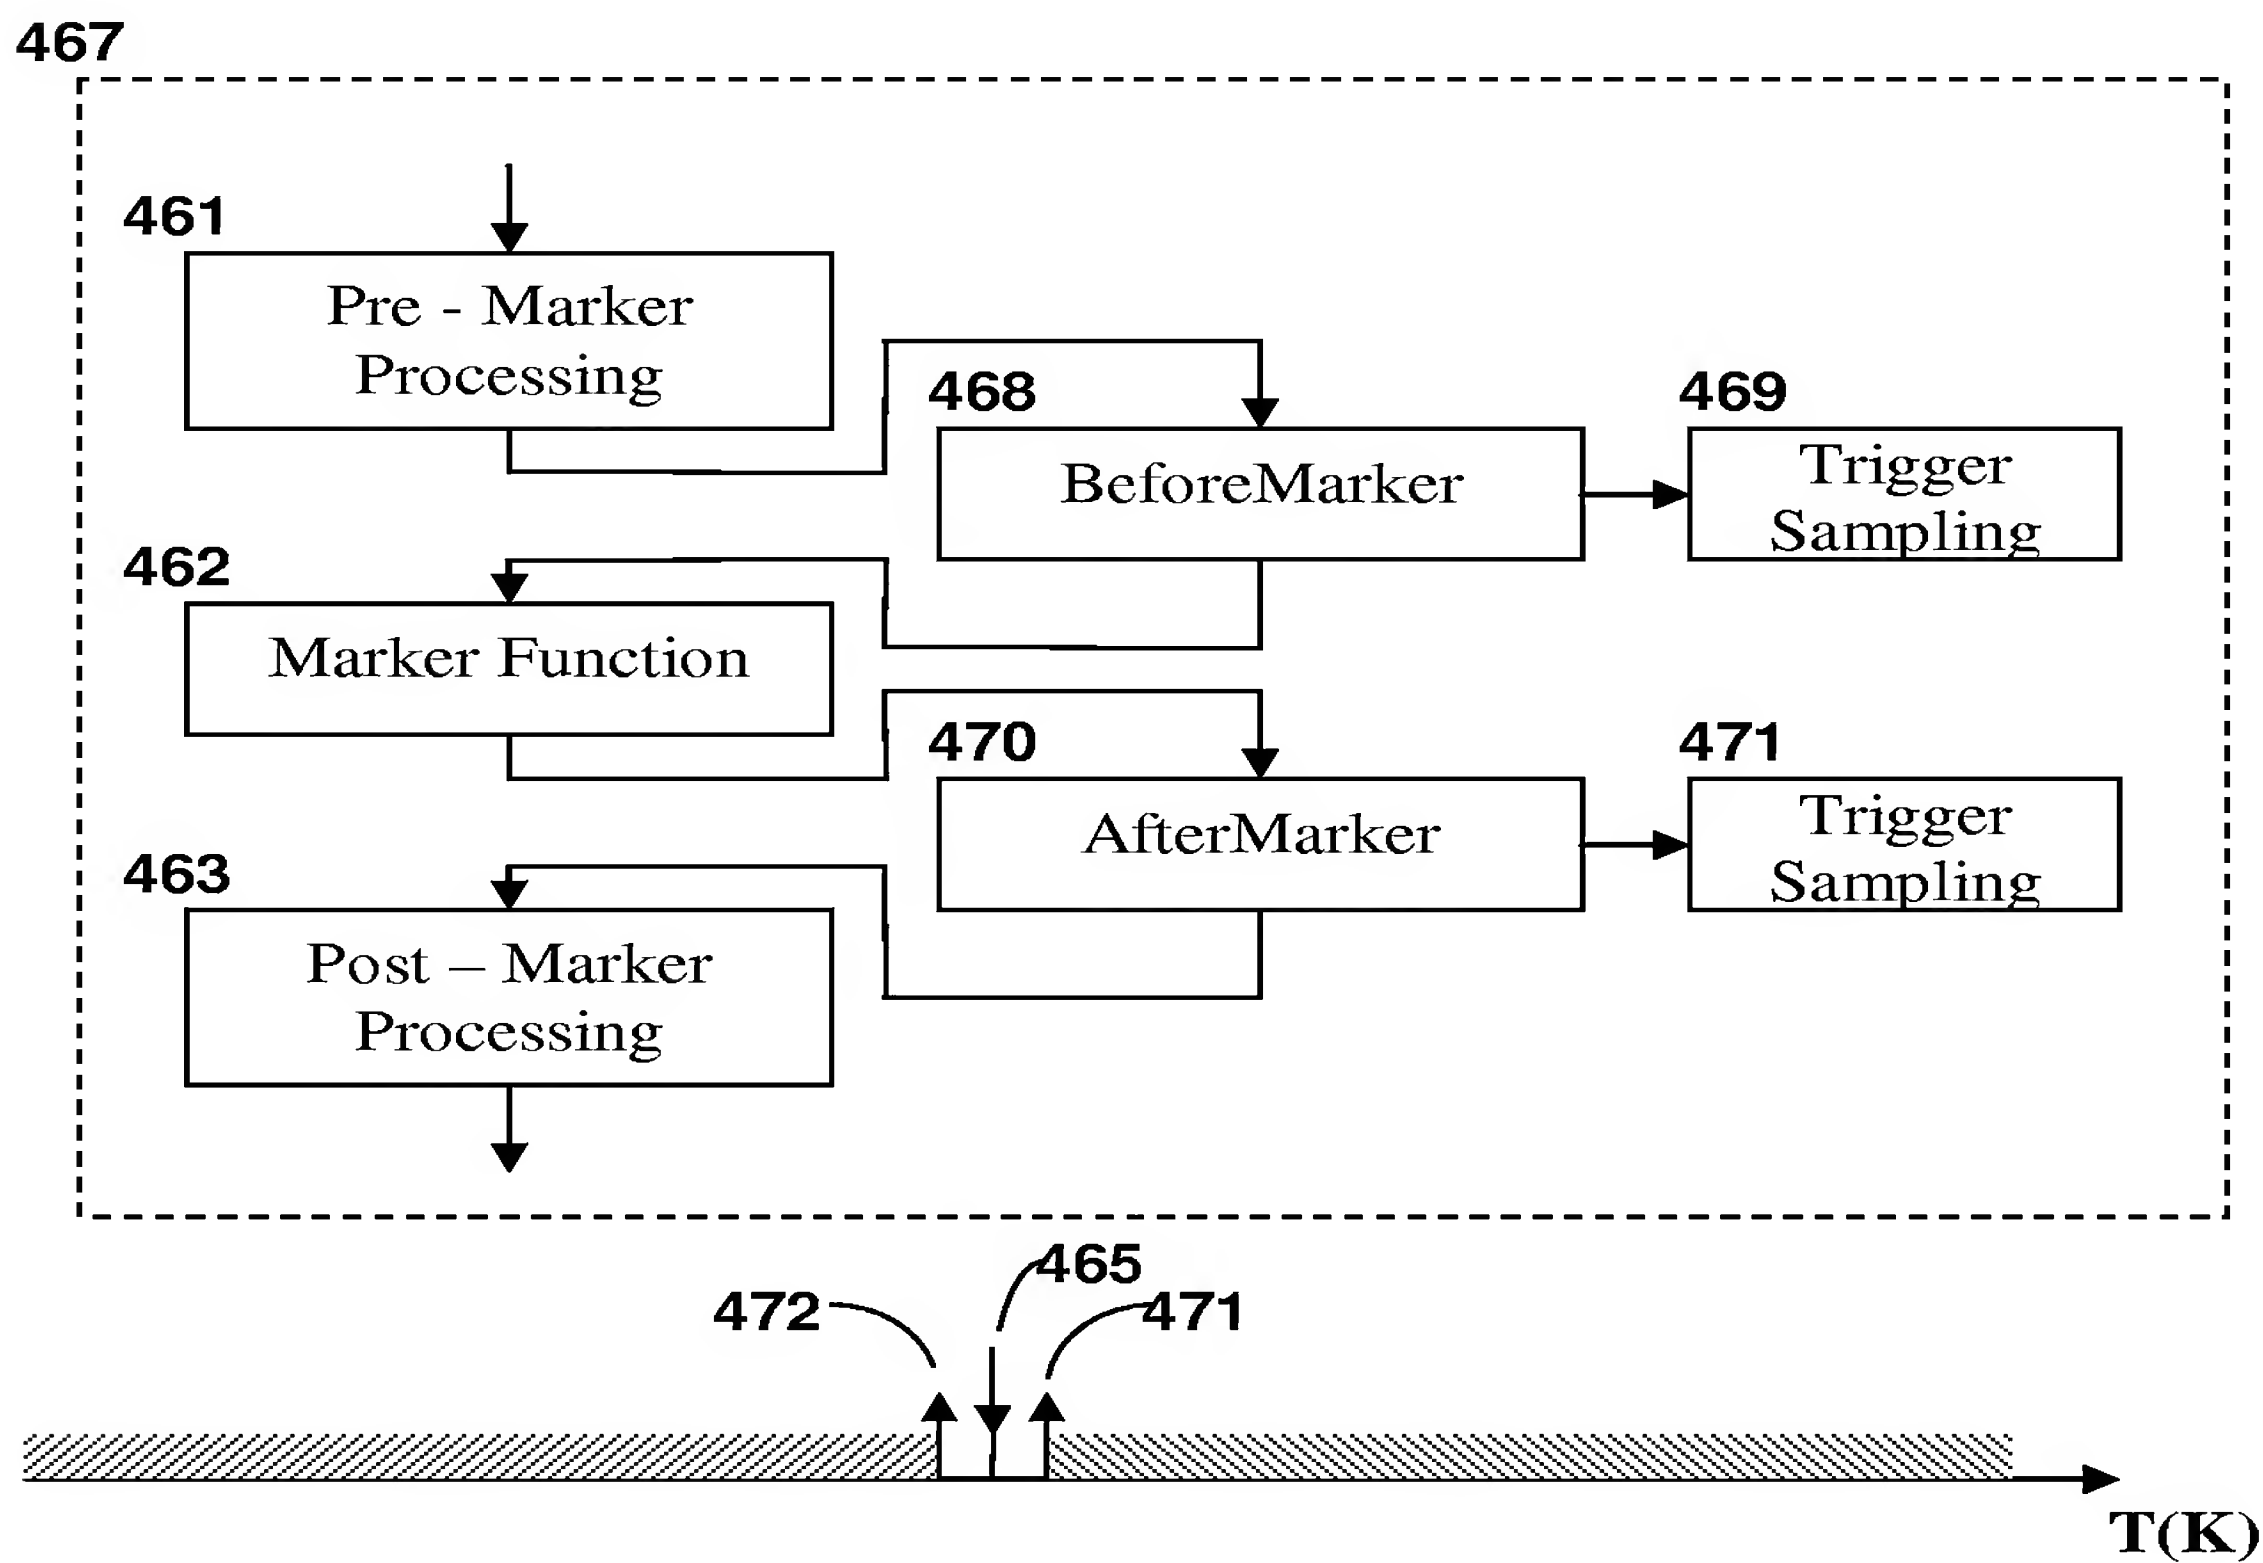 467
461
Pre - Marker
Processing
468
469
BeforeMarker
Trigger
Sampling
462
Marker Function
470
471
AfterMarker
Trigger
Sampling
463
Post – Marker
Processing
465
472
471
T(K)